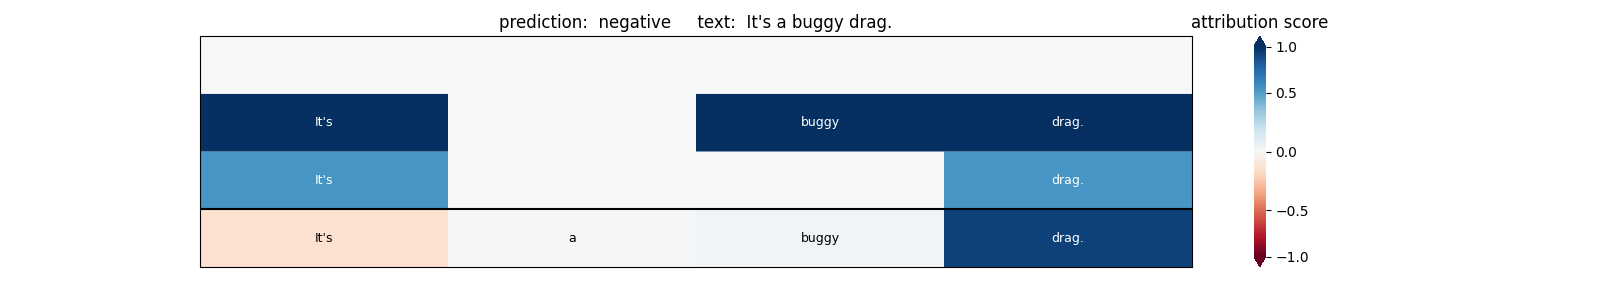 prediction:  negative     text:  It's a buggy drag.
attribution score
It's buggy drag.
It's drag.
It's a buggy drag.
1.0
0.5
0.0
−0.5
−1.0